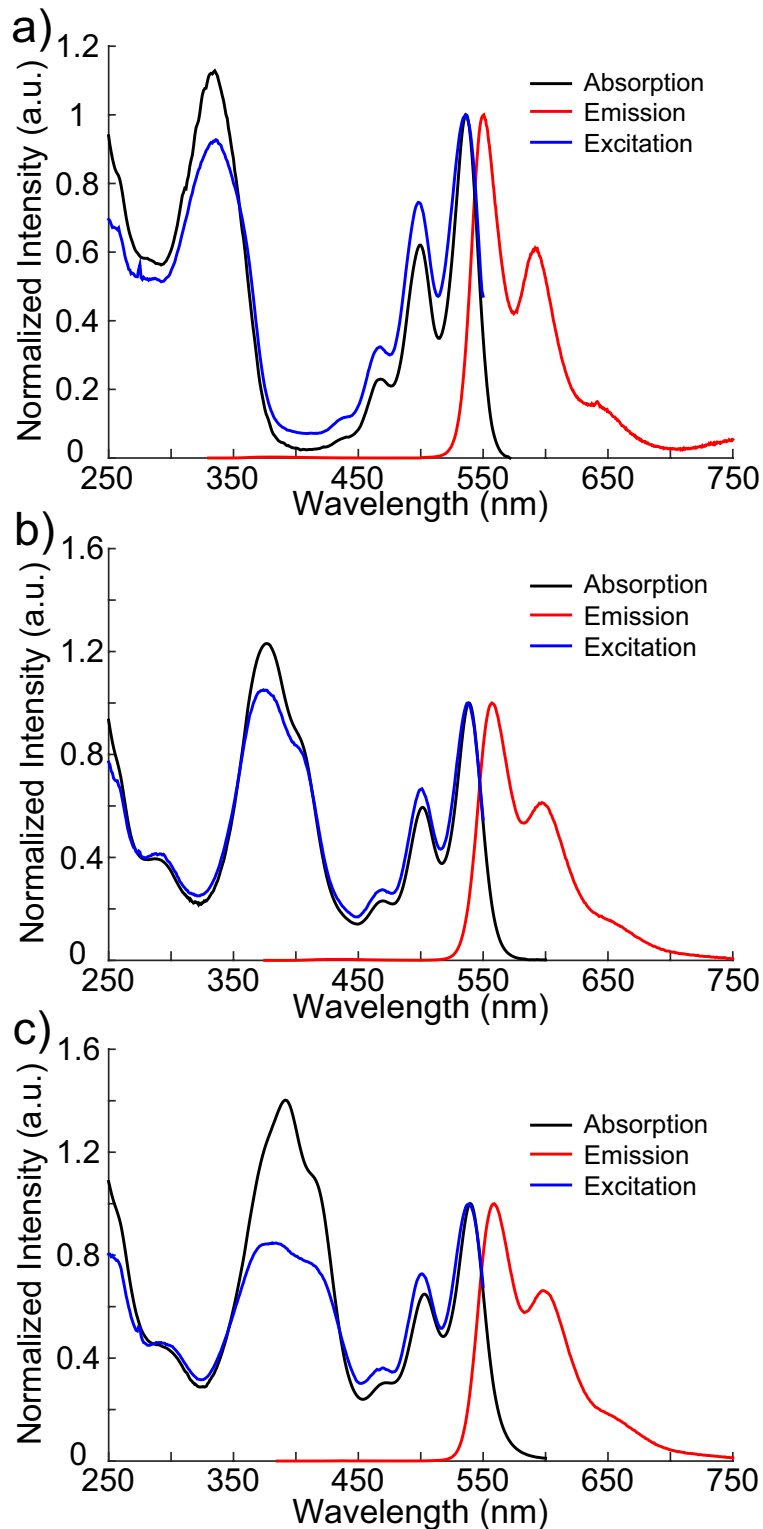 a)
Normalized Intensity (a.u.)
1.2
1
0.8
0.6
0.4
0.2
0
Absorption
Emission
Excitation
250 350 450 550 650 750
Wavelength (nm)
b)
Normalized Intensity (a.u.)
1.6
1.2
0.8
0.4
0
Absorption
Emission
Excitation
250 350 450 550 650 750
Wavelength (nm)
c)
Normalized Intensity (a.u.)
1.6
1.2
0.8
0.4
0
Absorption
Emission
Excitation
250 350 450 550 650 750
Wavelength (nm)